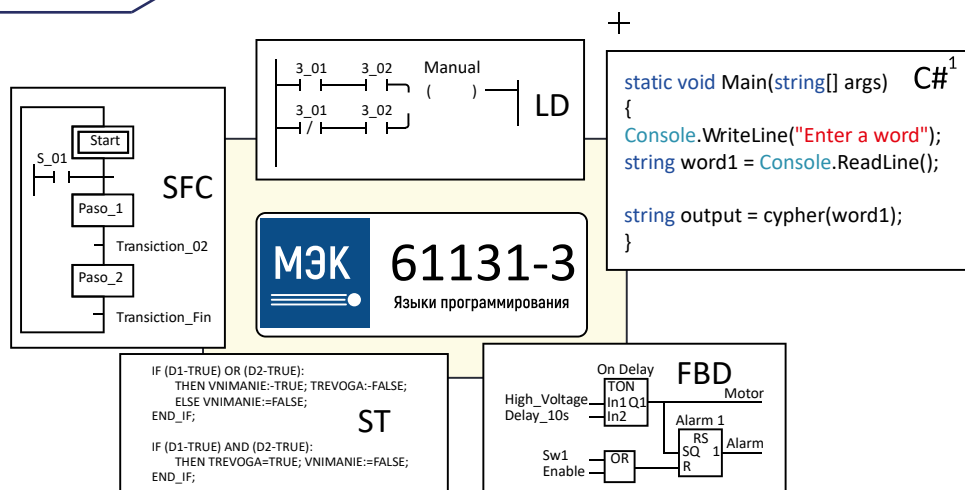 3_01 3_02 Manual
( )
3_01 3_02
LD
C#1
static void Main(string[] args)
{
Console.WriteLine("Enter a word");
string word1 = Console.ReadLine();
string output = cypher(word1);
}
Start
S_01
SFC
Paso_1
Transiction_02
Paso_2
Transiction_Fin
МЭК
61131-3
Языки программирования
IF (D1-TRUE) OR (D2-TRUE):
THEN VNIMANIE:-TRUE; TREVOGA:-FALSE;
ELSE VNIMANIE:=FALSE;
END_IF;
ST
IF (D1-TRUE) AND (D2-TRUE):
THEN TREVOGA=TRUE; VNIMANIE:=FALSE;
END_IF;
FBD
On Delay
TON
Motor
High_Voltage In1 Q1
Delay_10s In2
Alarm 1
RS
SQ 1 Alarm
R
Sw1
OR
Enable